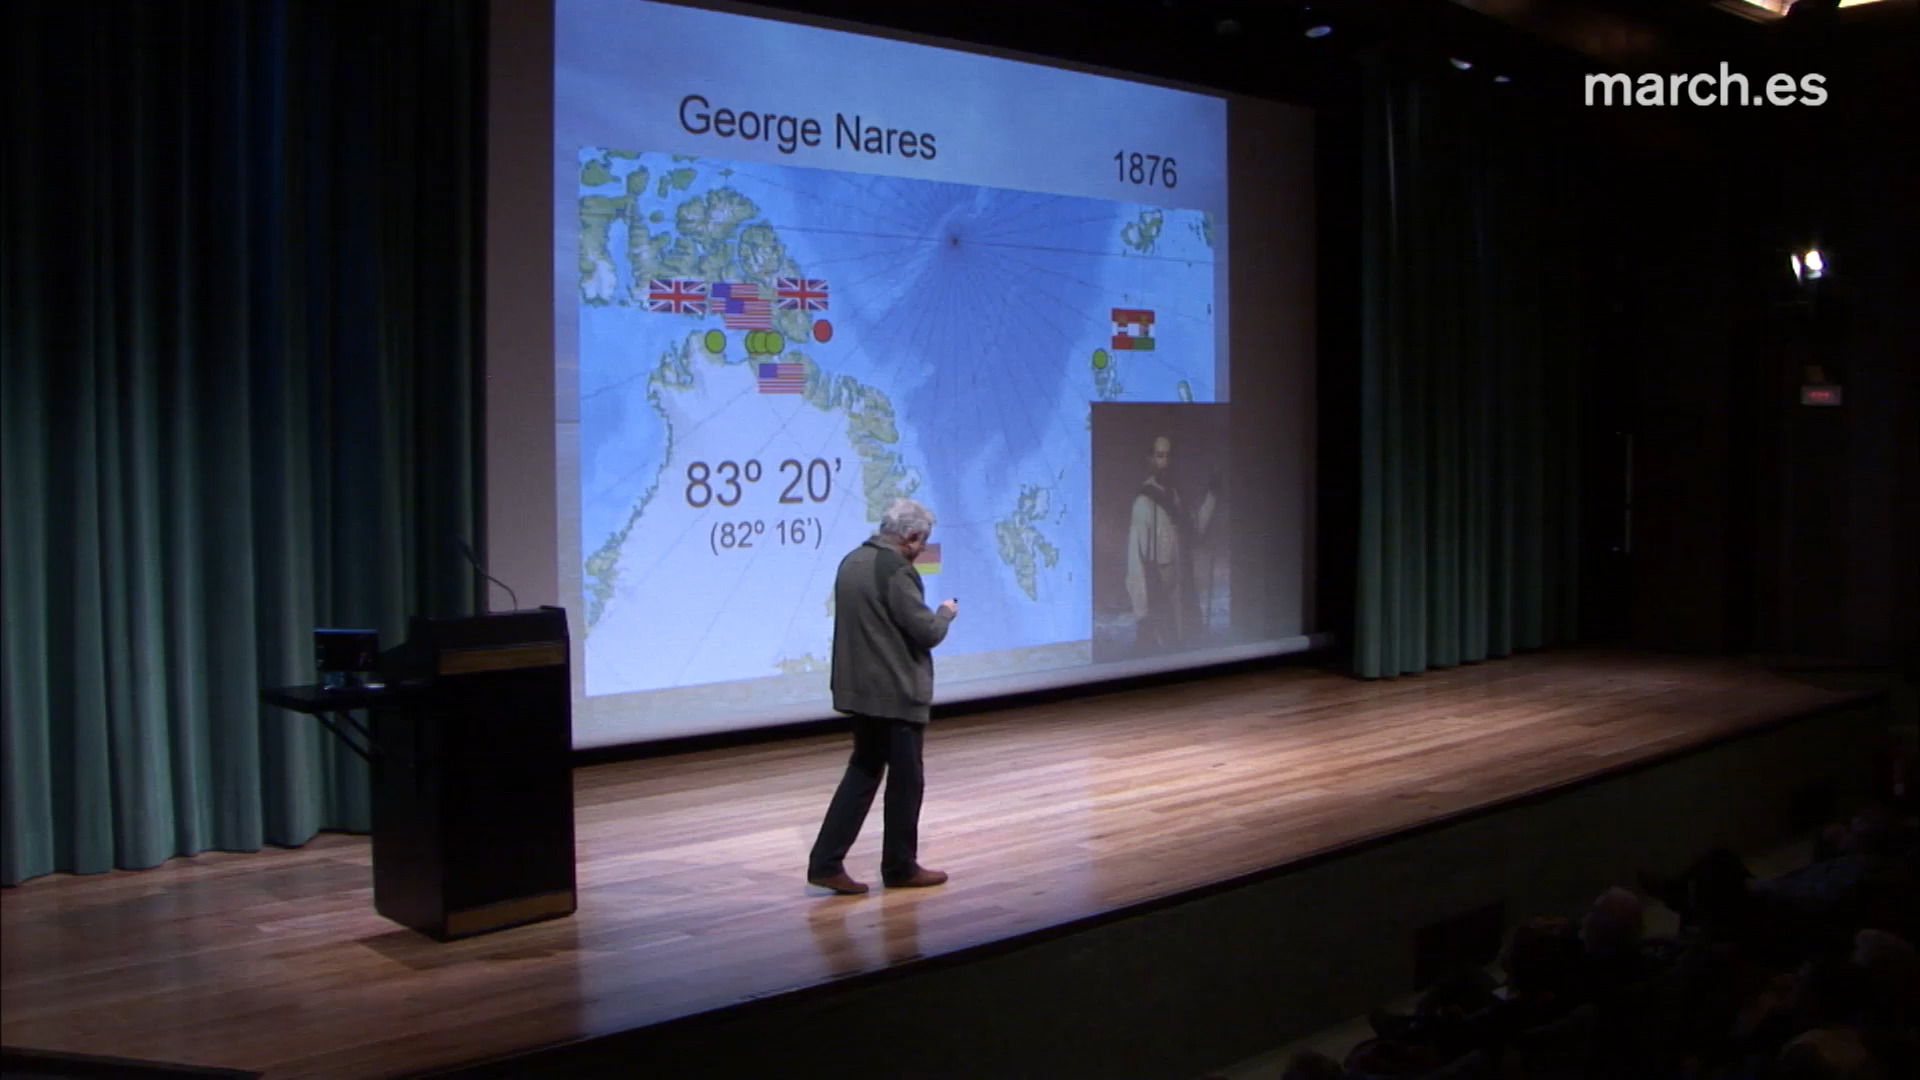 march.es
George Nares
1876
83º 20’
(82º 16’)